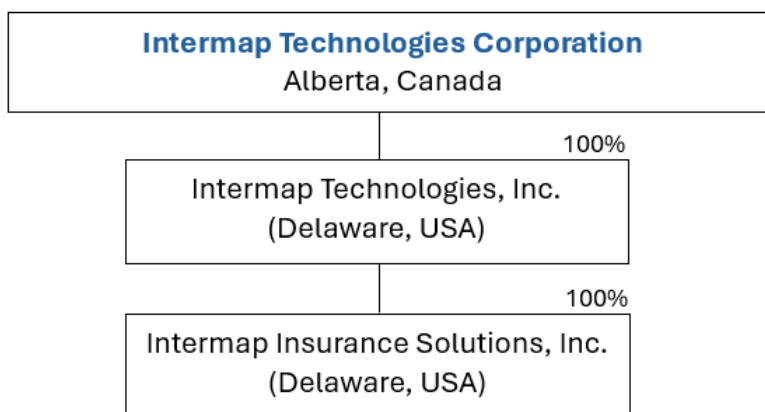 Intermap Technologies Corporation
Alberta, Canada
100%
Intermap Technologies, Inc.
(Delaware, USA)
100%
Intermap Insurance Solutions, Inc.
(Delaware, USA)